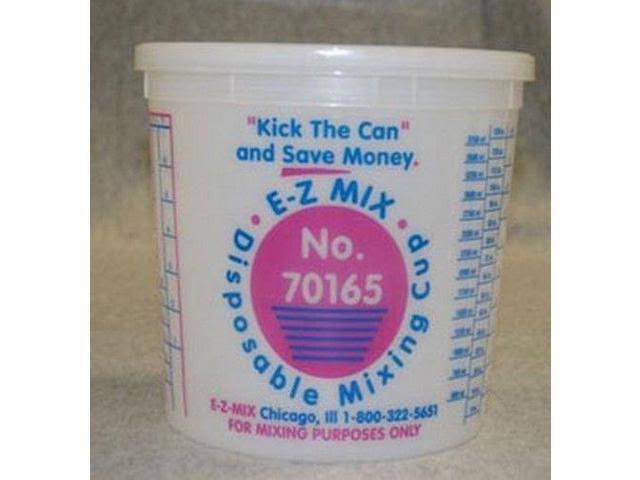 "Kick The Can"
and Save Money.
• E-Z MIX •
Disposable Mixing Cup
No.
70165
E-Z-MIX Chicago, Ill 1-800-322-5651
FOR MIXING PURPOSES ONLY